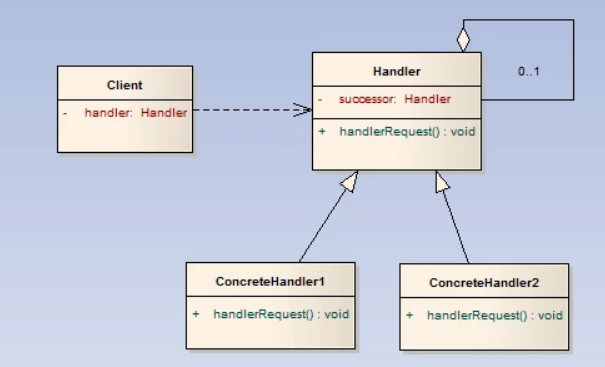 Client
- handler: Handler
Handler
- successor: Handler
+ handlerRequest() : void
0..1
ConcreteHandler1
+ handlerRequest() : void
ConcreteHandler2
+ handlerRequest() : void